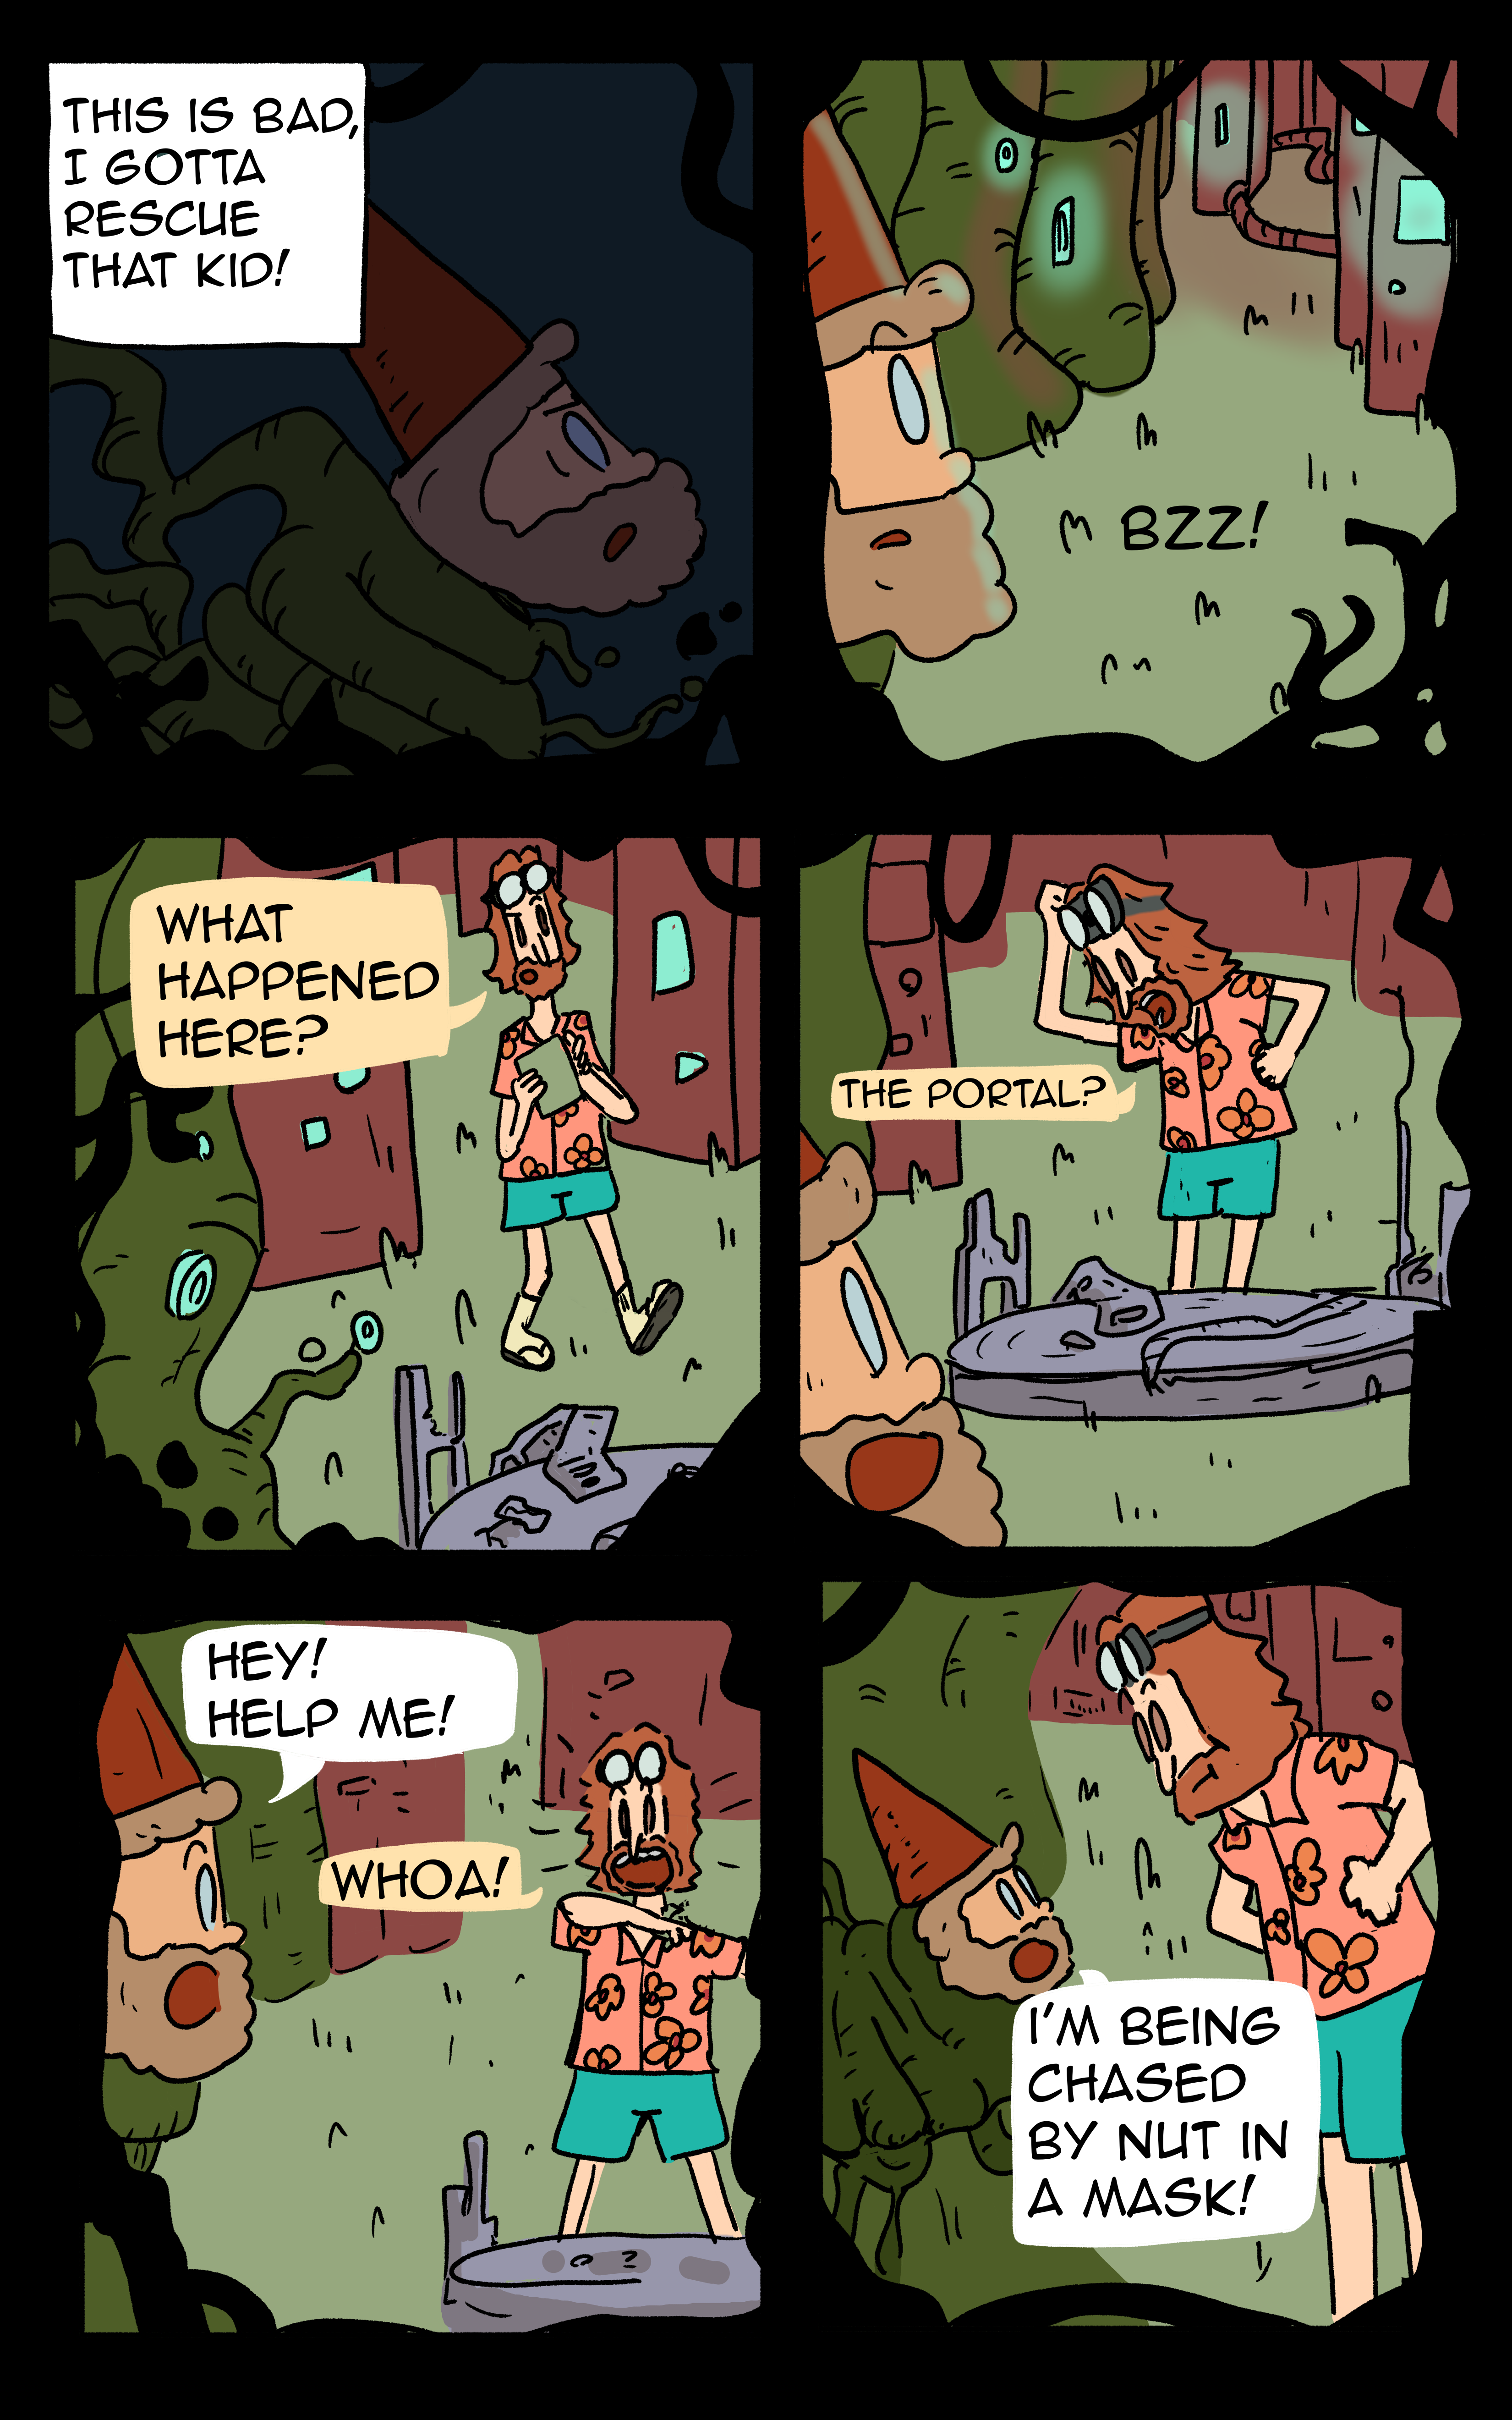 THIS IS BAD,
I GOTTA
RESCUE
THAT KID!
BZZ!
WHAT
HAPPENED
HERE?
THE PORTAL?
HEY!
HELP ME!
WHOA!
I'M BEING
CHASED
BY NUT IN
A MASK!